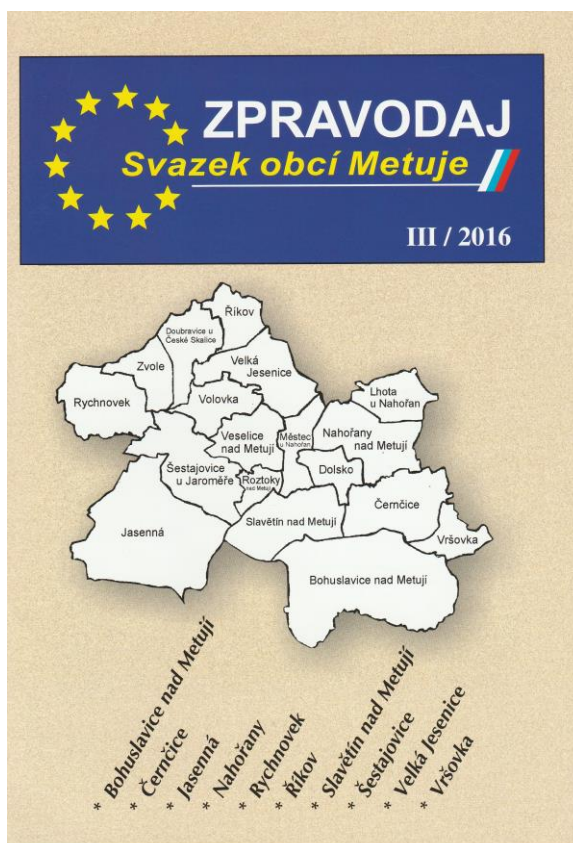 ZPRAVODAJ
Svazek obcí Metuje
III / 2016
Říkov
Doubravice u
České Skalice
Zvole
Velká
Jesenice
Rychnovek
Volovka
Lhota
u Nahořan
Veselice
nad Metují
Městec
u Nahořan
Nahořany
nad Metují
Šestajovice
u Jaroměře
Roztoky
nad Metují
Dolsko
Jasenná
Slavětín nad Metují
Černčice
Vršovka
Bohuslavice nad Metují
* Bohuslavice nad Metují
* Černčice
* Jasenná
* Nahořany
* Rychnovek
* Říkov
* Slavětín nad Metují
* Šestajovice
* Velká Jesenice
* Vršovka